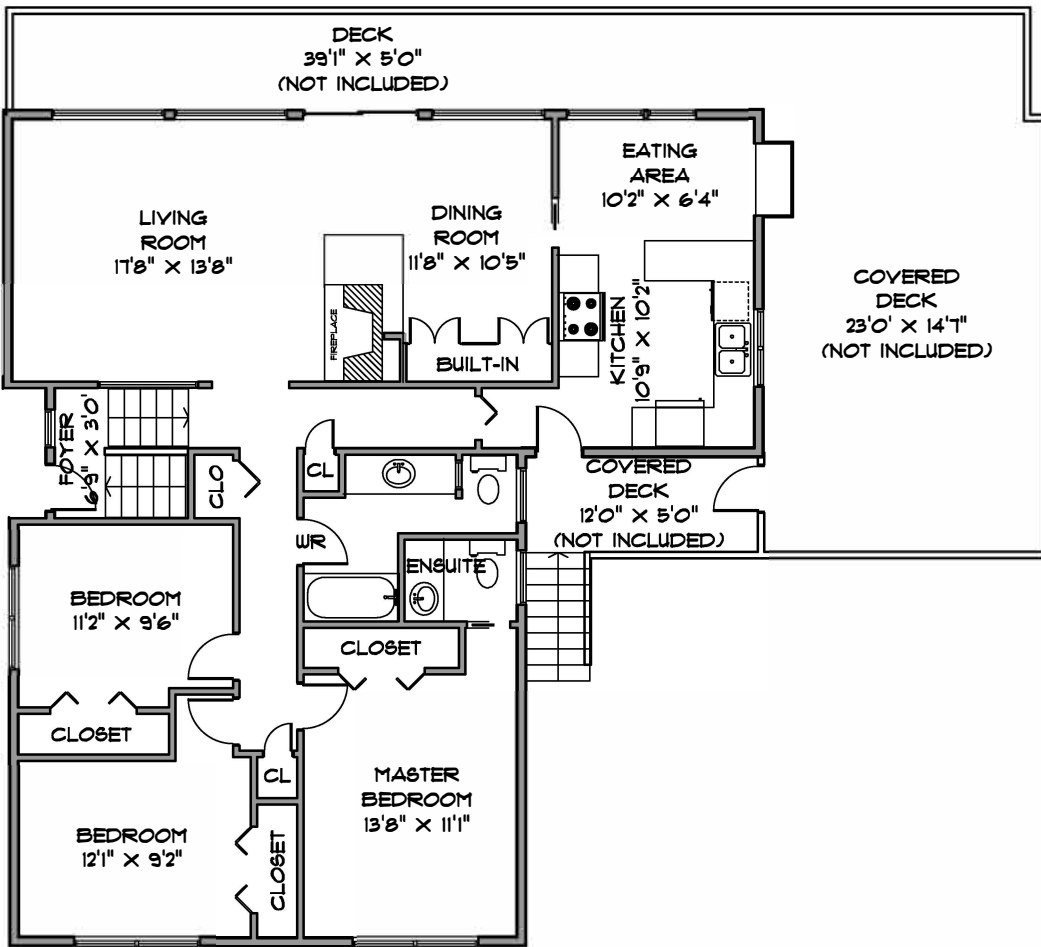 DECK
39'1" X 5'0"
(NOT INCLUDED)
EATING
AREA
10'2" X 6'4"
LIVING
ROOM
17'8" X 13'8"
DINING
ROOM
11'8" X 10'5"
COVERED
DECK
23'0' X 14'7"
(NOT INCLUDED)
FIREPLACE
BUILT-IN
KITCHEN
10'9" X 10'2"
FOYER
6'9" X 3'0'
CLO
CL
COVERED
DECK
12'0" X 5'0"
(NOT INCLUDED)
WR
ENSUITE
BEDROOM
11'2" X 9'6"
CLOSET
CLOSET
CL
MASTER
BEDROOM
13'8" X 11'1"
BEDROOM
12'1" X 9'2"
CLOSET